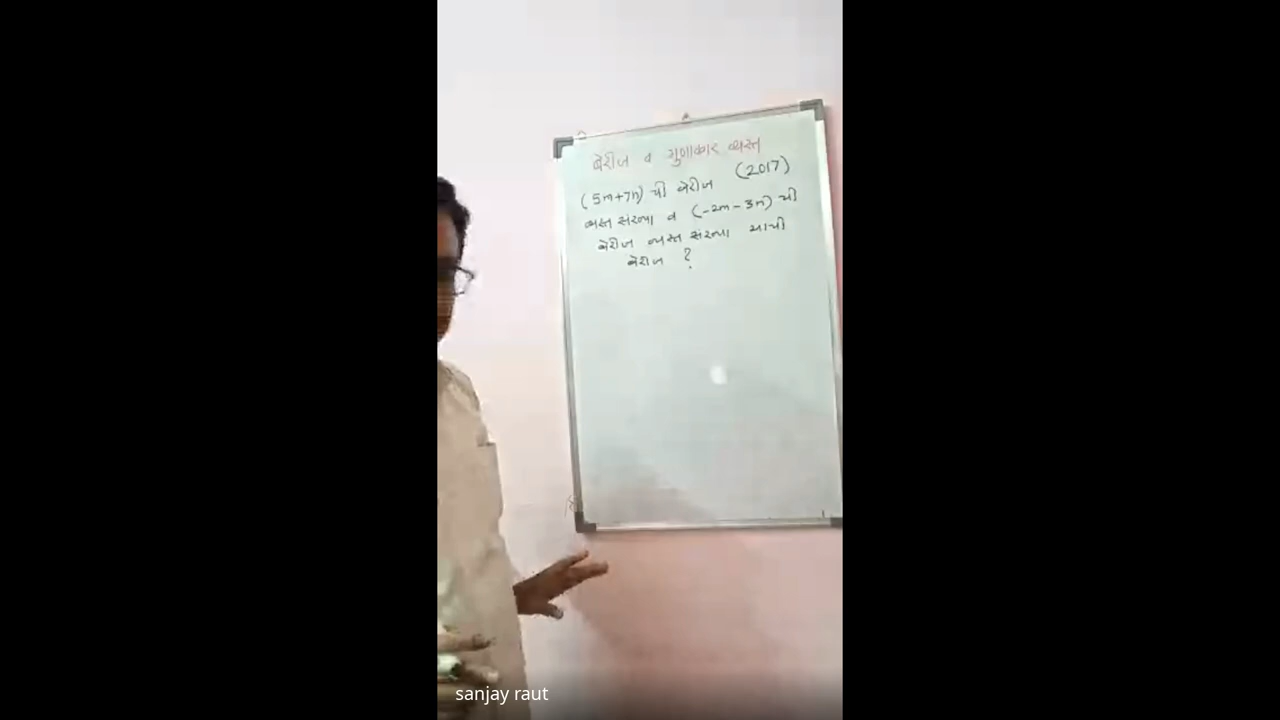 बेरीज व गुणाकार व्यस्त
(5m+7n) ची बेरीज (2017)
व्यस्त संख्या व (-2m-3n) ची
बेरीज व्यस्त संख्या यांची
बेरीज ?
sanjay raut